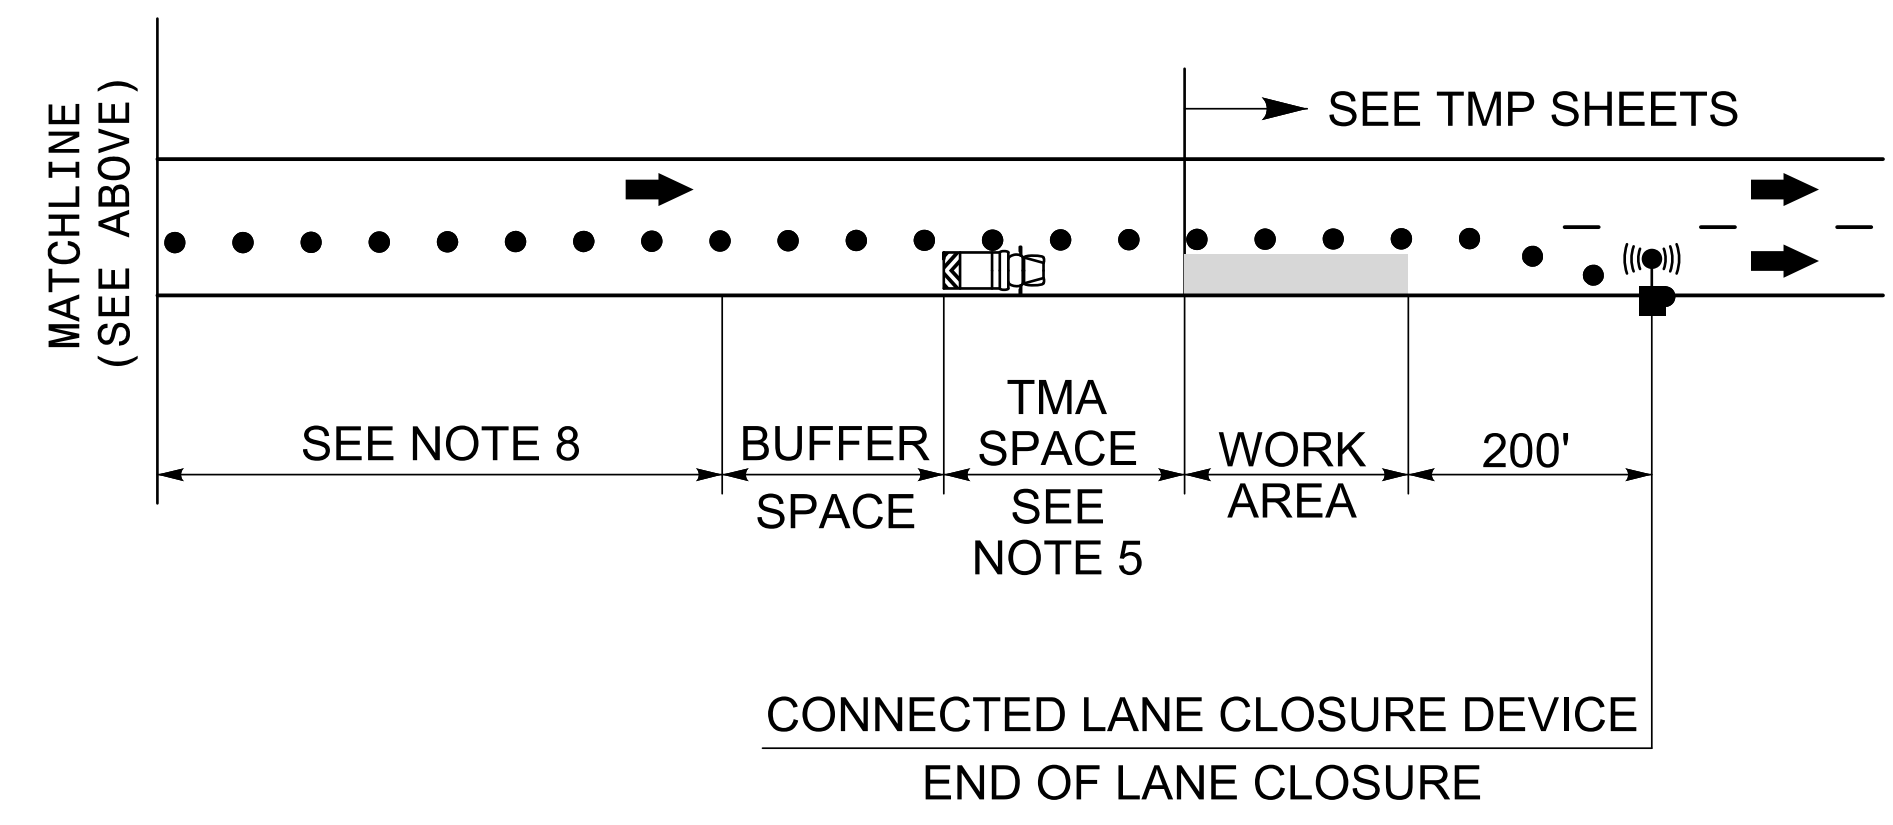 MATCHLINE
(SEE ABOVE)
SEE TMP SHEETS
SEE NOTE 8
BUFFER
SPACE
TMA
SPACE
SEE
NOTE 5
WORK
AREA
200'
CONNECTED LANE CLOSURE DEVICE
END OF LANE CLOSURE